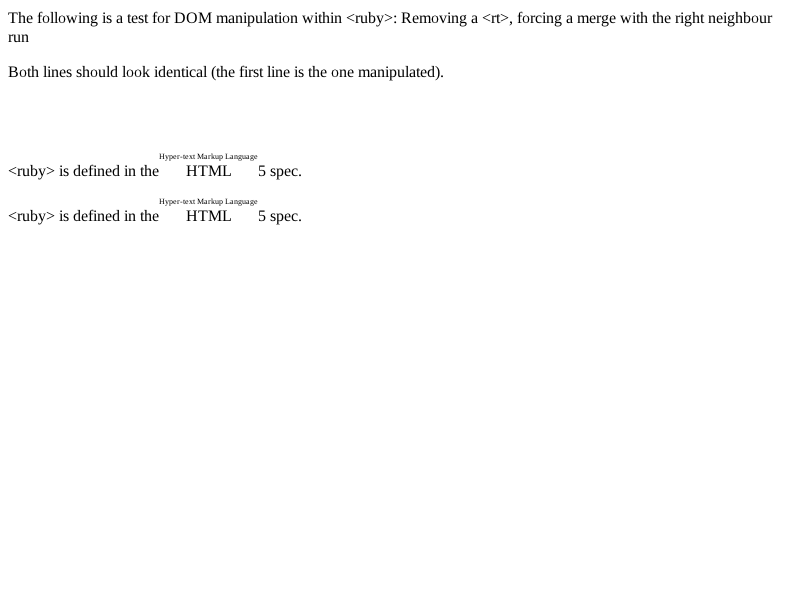 The following is a test for DOM manipulation within <ruby>: Removing a <rt>, forcing a merge with the right neighbour
run
Both lines should look identical (the first line is the one manipulated).
Hyper-text Markup Language
<ruby> is defined in the HTML 5 spec.
Hyper-text Markup Language
<ruby> is defined in the HTML 5 spec.